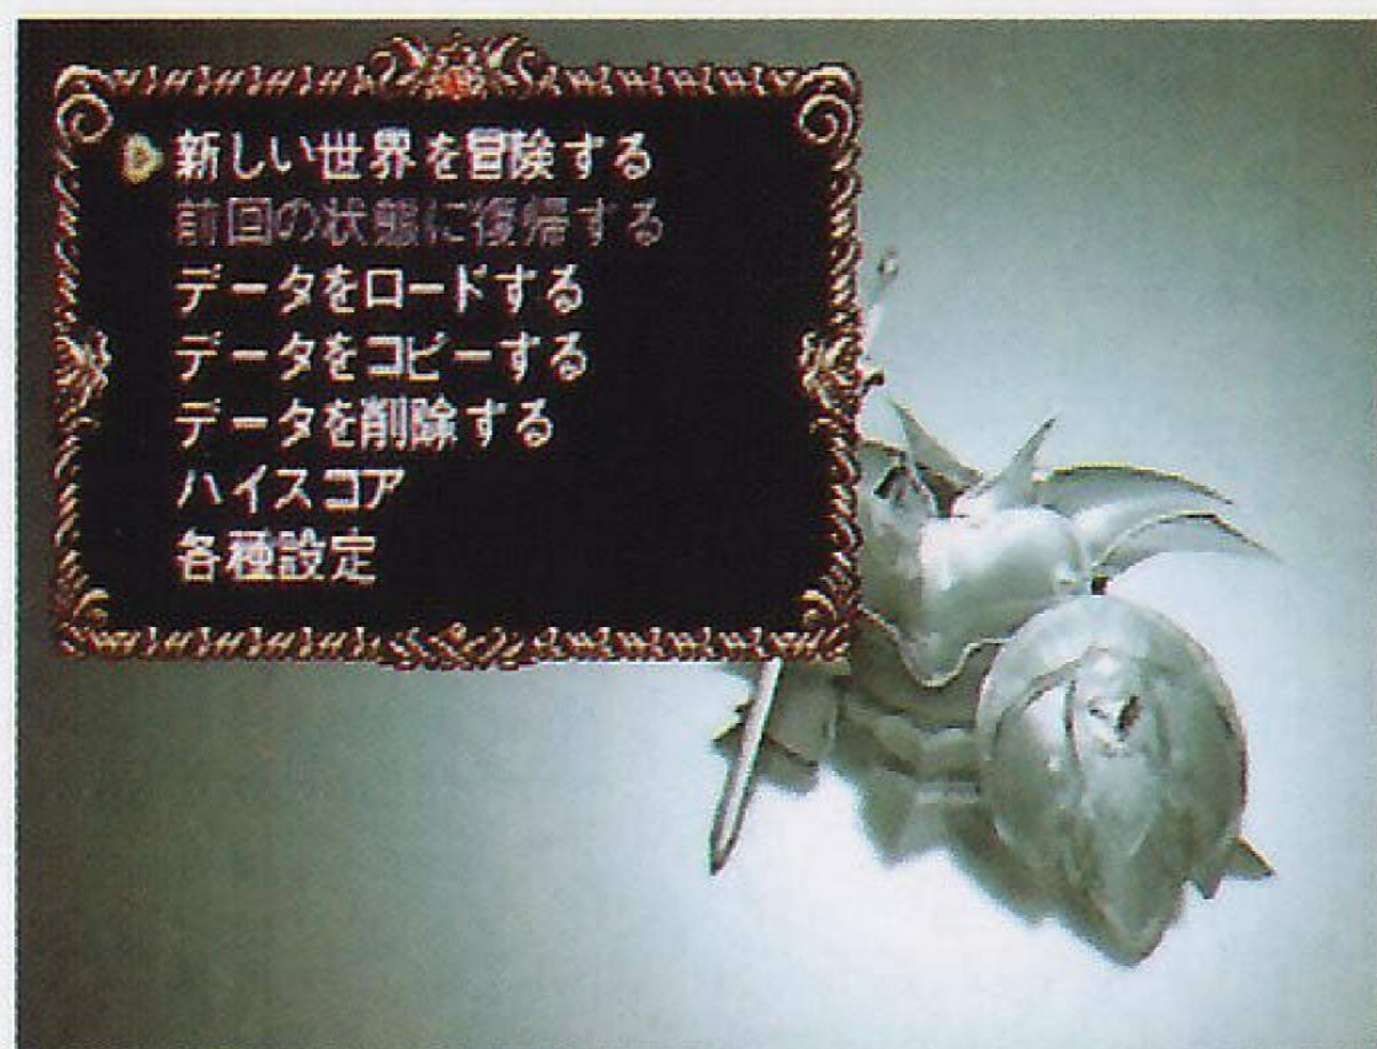 新しい世界を冒険する
前回の状態に復帰する
データをロードする
データをコピーする
データを削除する
ハイスコア
各種設定